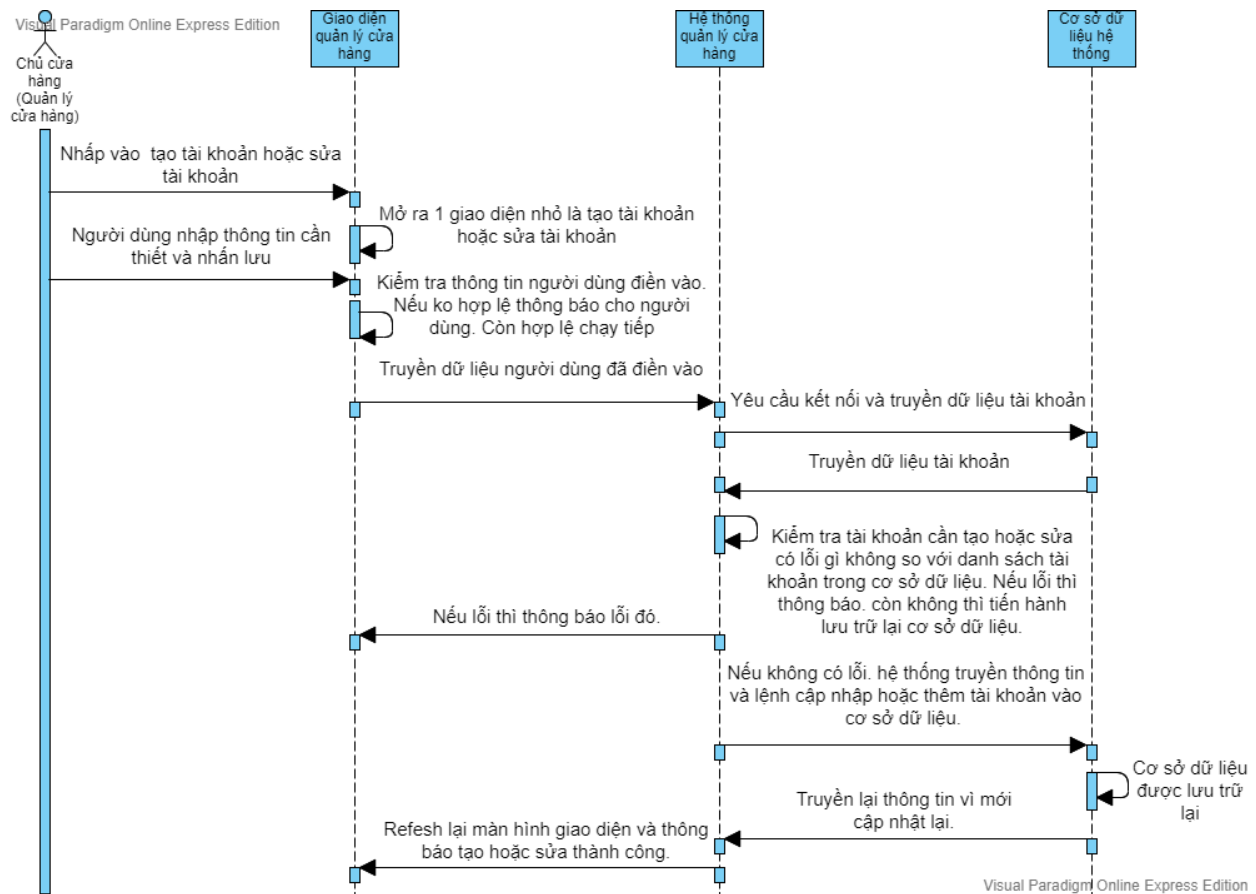 Visual Paradigm Online Express Edition
Chủ cửa
hàng
(Quản lý
cửa hàng)
Giao diện
quản lý cửa
hàng
Hệ thống
quản lý cửa
hàng
Cơ sở dữ
liệu hệ
thống
Nhấp vào tạo tài khoản hoặc sửa
tài khoản
Mở ra 1 giao diện nhỏ là tạo tài khoản
hoặc sửa tài khoản
Người dùng nhập thông tin cần
thiết và nhấn lưu
Kiểm tra thông tin người dùng điền vào.
Nếu ko hợp lệ thông báo cho người
dùng. Còn hợp lệ chạy tiếp
Truyền dữ liệu người dùng đã điền vào
Yêu cầu kết nối và truyền dữ liệu tài khoản
Truyền dữ liệu tài khoản
Kiểm tra tài khoản cần tạo hoặc sửa
có lỗi gì không so với danh sách tài
khoản trong cơ sở dữ liệu. Nếu lỗi thì
thông báo. còn không thì tiến hành
lưu trữ lại cơ sở dữ liệu.
Nếu lỗi thì thông báo lỗi đó.
Nếu không có lỗi. hệ thống truyền thông tin
và lệnh cập nhập hoặc thêm tài khoản vào
cơ sở dữ liệu.
Cơ sở dữ liệu
được lưu trữ
lại
Truyền lại thông tin vì mới
cập nhật lại.
Refesh lại màn hình giao diện và thông
báo tạo hoặc sửa thành công.
Visual Paradigm Online Express Edition